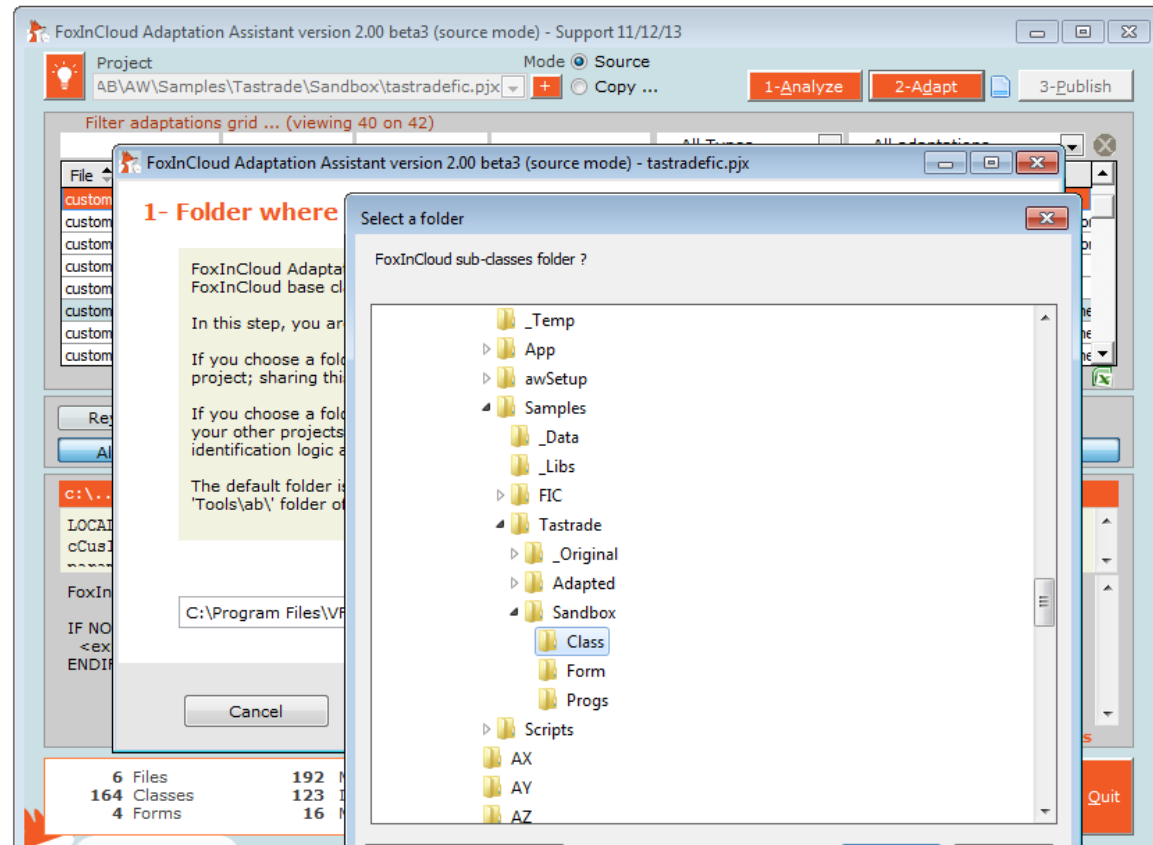 FoxInCloud Adaptation Assistant version 2.00 beta3 (source mode) - Support 11/12/13
Project
Mode
Source
AB\AW\Samples\Tastrade\Sandbox\tastradefic.pjx
+
Copy ...
1-Analyze
2-Adapt
3-Publish
Filter adaptations grid ... (viewing 40 on 42)
FoxInCloud Adaptation Assistant version 2.00 beta3 (source mode) - tastradefic.pjx
File
custom
custom
custom
custom
custom
custom
custom
custom
1- Folder where
Select a folder
FoxInCloud sub-classes folder ?
FoxInCloud Adapta
FoxInCloud base cl
In this step, you ar
If you choose a fold
project; sharing thi
If you choose a fold
your other projects
identification logic a
The default folder is
'Tools\ab\' folder of
C:\Program Files\VF
Cancel
_Temp
App
awSetup
Samples
_Data
_Libs
FIC
Tastrade
_Original
Adapted
Sandbox
Class
Form
Progs
Scripts
AX
AY
AZ
Al
c:\..
LOCAL
FoxIn
IF NO
<ex
ENDIF
6 Files
164 Classes
4 Forms
192
123
16
Quit